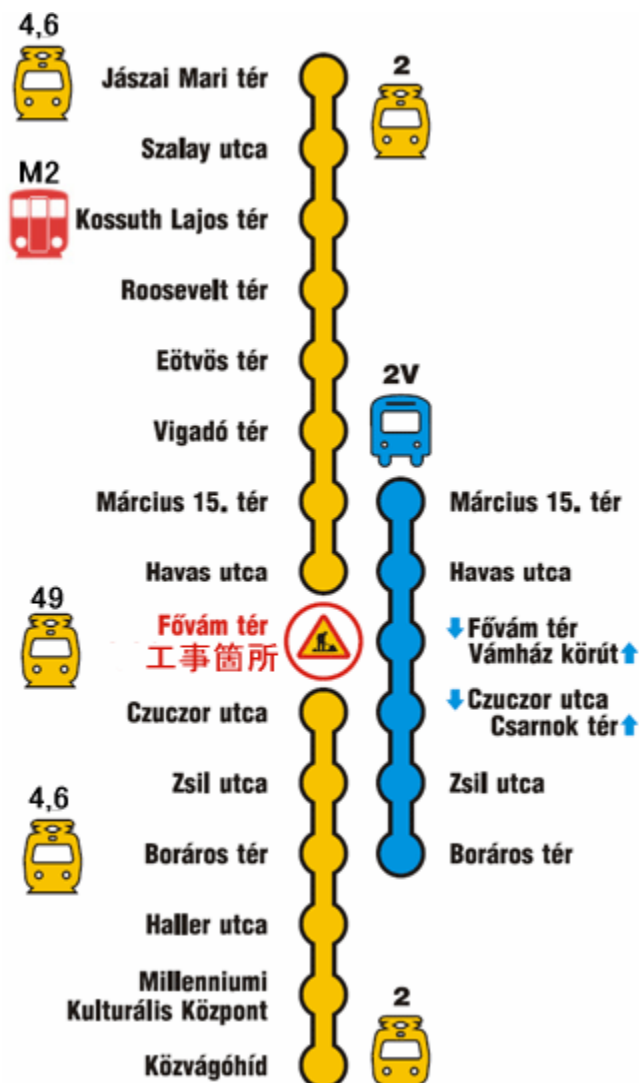 4,6
Jászai Mari tér
2
Szalay utca
M2
Kossuth Lajos tér
Roosevelt tér
Eötvös tér
2V
Vigadó tér
Március 15. tér
Március 15. tér
Havas utca
Havas utca
49
Fővám tér
工事箇所
Fővám tér
Vámház körút
Czuczor utca
Czuczor utca
Csarnok tér
Zsil utca
Zsil utca
4,6
Boráros tér
Boráros tér
Haller utca
Millenniumi
Kulturális Központ
2
Közvágóhíd